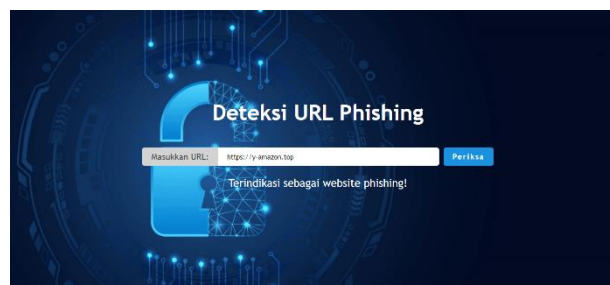 Deteksi URL Phishing
Masukkan URL: https://y-amazon.top Periksa
Terindikasi sebagai website phishing!